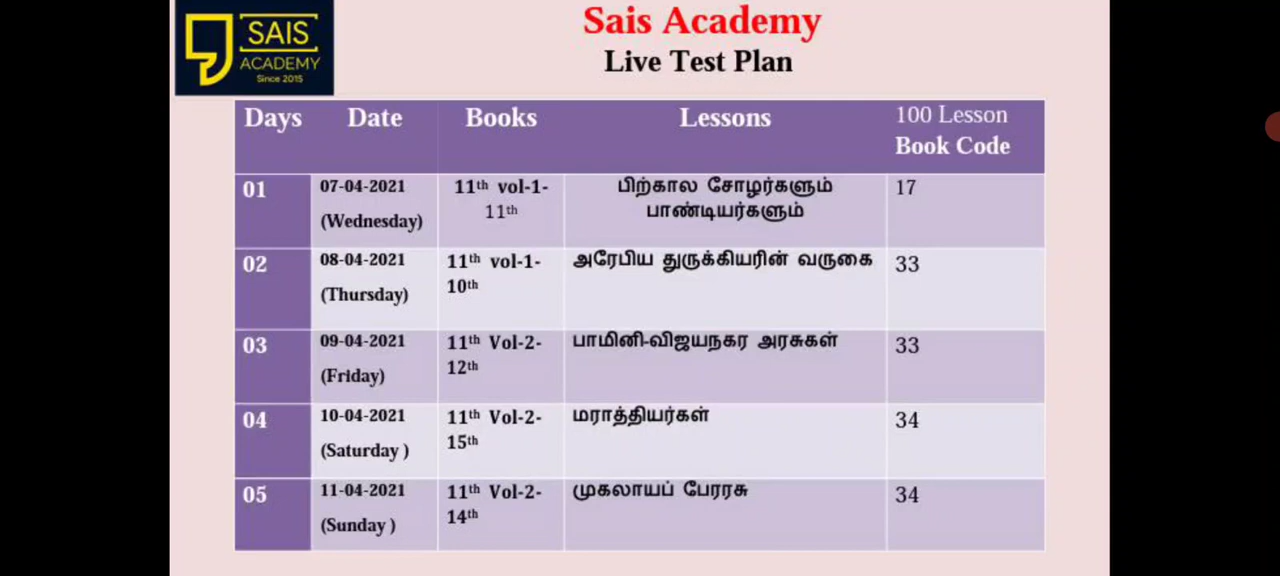 SAIS
ACADEMY
Since 2015
Sais Academy
Live Test Plan
Days Date Books Lessons 100 Lesson
Book Code
01 07-04-2021 11th vol-1- பிற்கால சோழர்களும் 17
(Wednesday) 11th பாண்டியர்களும்
02 08-04-2021 11th vol-1- அரேபிய துருக்கியரின் வருகை 33
(Thursday) 10th
03 09-04-2021 11th Vol-2- பாமினி-விஜயநகர அரசுகள் 33
(Friday) 12th
04 10-04-2021 11th Vol-2- மராத்தியர்கள் 34
(Saturday ) 15th
05 11-04-2021 11th Vol-2- முகலாயப் பேரரசு 34
(Sunday ) 14th